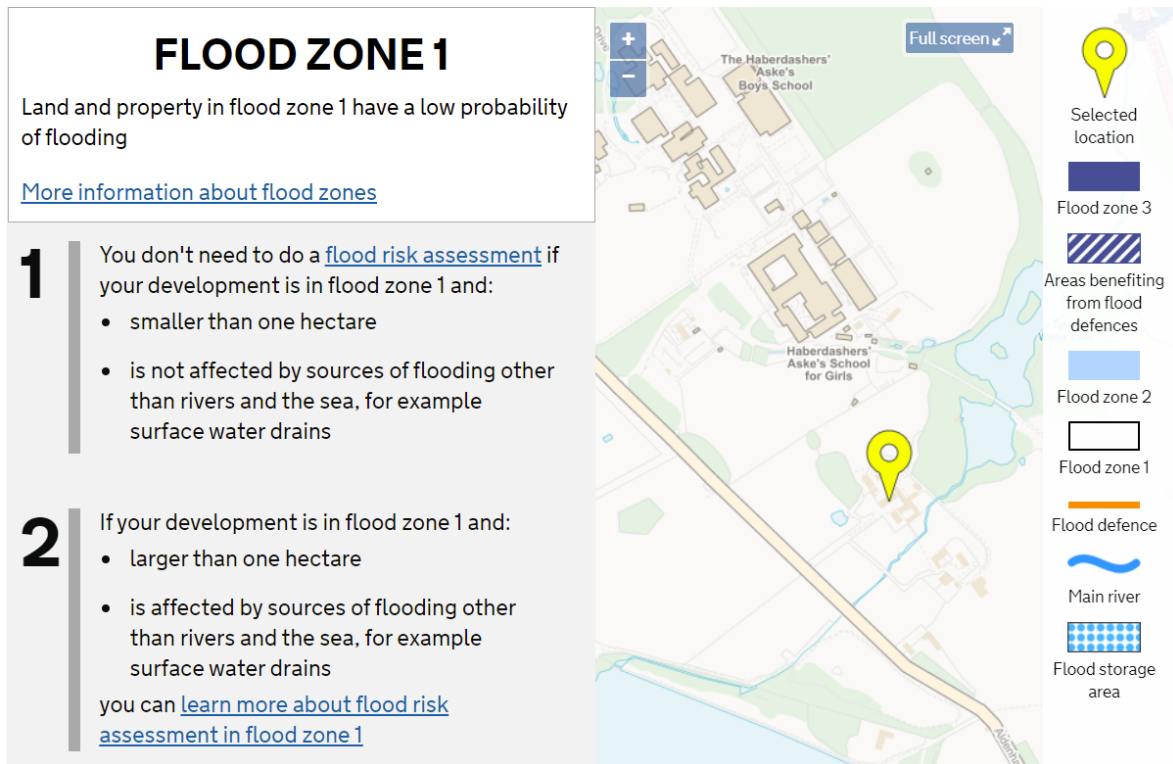 FLOOD ZONE 1
Land and property in flood zone 1 have a low probability
of flooding
More information about flood zones
1
You don't need to do a flood risk assessment if
your development is in flood zone 1 and:
• smaller than one hectare
• is not affected by sources of flooding other
than rivers and the sea, for example
surface water drains
2
If your development is in flood zone 1 and:
• larger than one hectare
• is affected by sources of flooding other
than rivers and the sea, for example
surface water drains
you can learn more about flood risk
assessment in flood zone 1
+
−
Drive
Full screen
The Haberdashers'
Aske's
Boys School
Haberdashers'
Aske's School
for Girls
Selected
location
Flood zone 3
Areas benefiting
from flood
defences
Flood zone 2
Flood zone 1
Flood defence
Main river
Flood storage
area